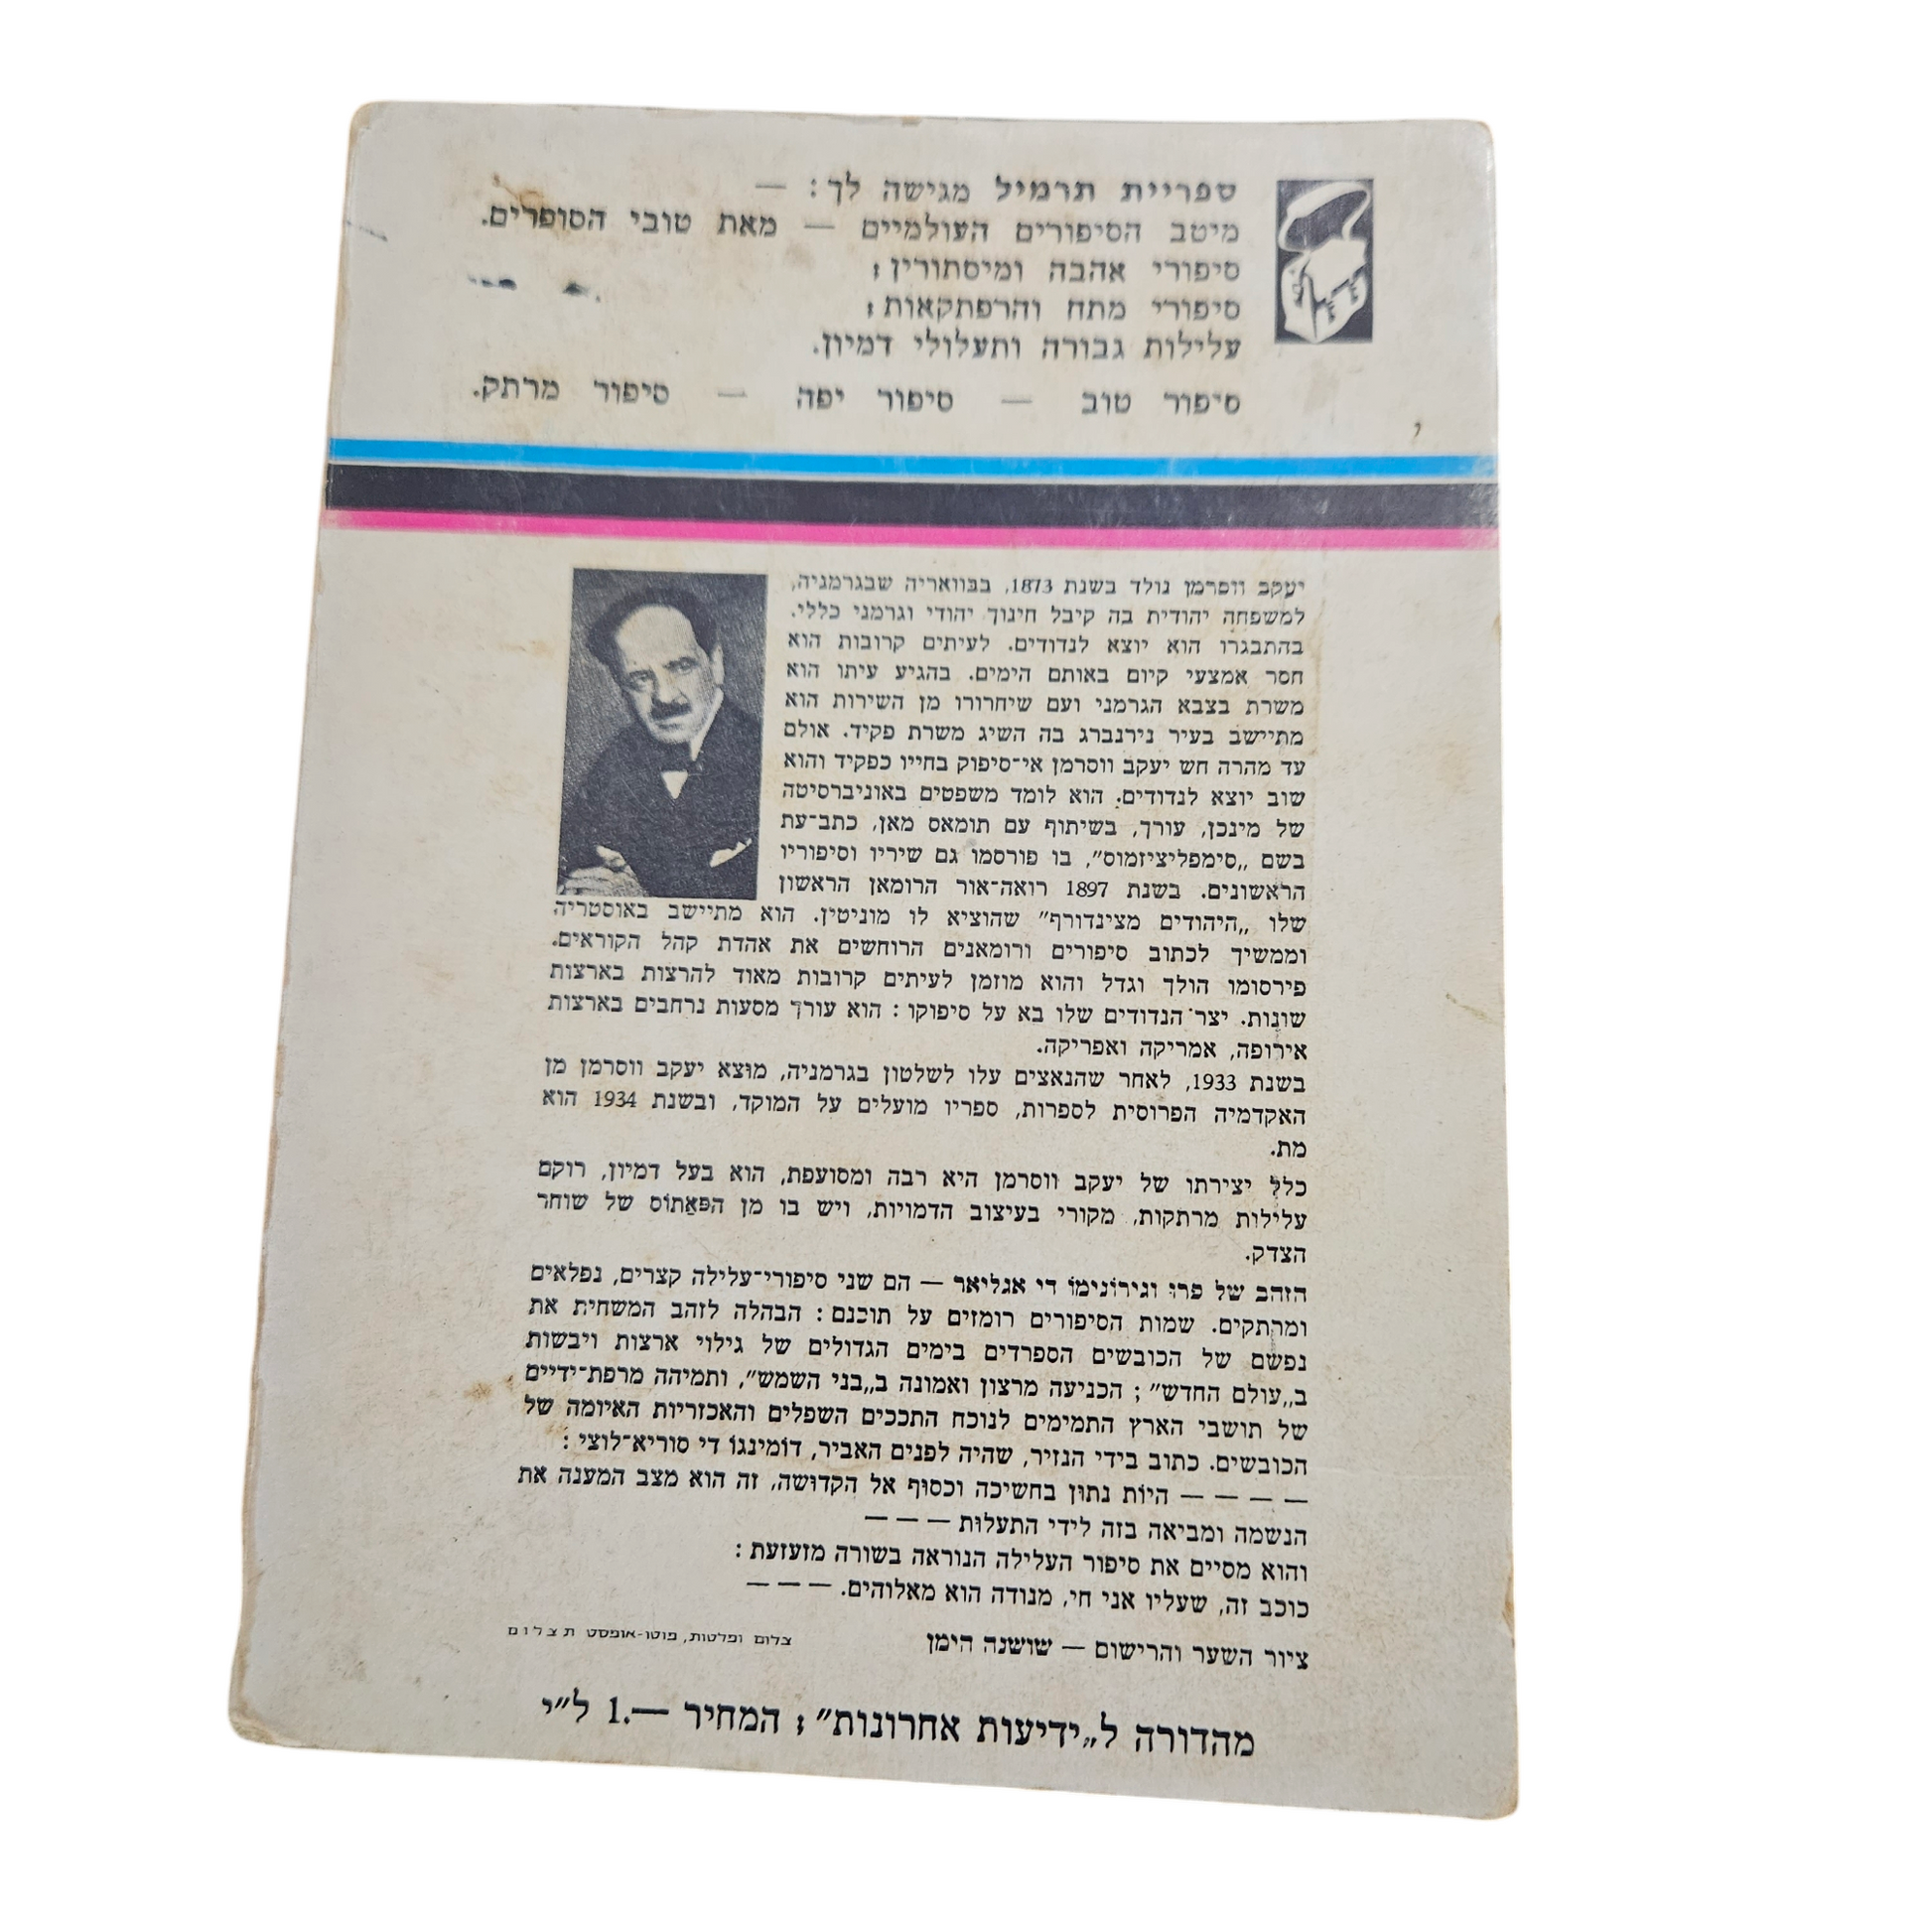 ספריית תרמיל מגישה לך: —
מיטב הסיפורים העולמיים — מאת טובי הסופרים.
סיפורי אהבה ומיסתורין;
סיפורי מתח והרפתקאות;
עלילות גבורה ותעלולי דמיון.
סיפור טוב — סיפור יפה — סיפור מרתק.
יעקב ווסרמן נולד בשנת 1873, בבוואריה שבגרמניה,
למשפחה יהודית בה קיבל חינוך יהודי וגרמני כללי.
בהתבגרו הוא יוצא לנדודים. לעיתים קרובות הוא
חסר אמצעי קיום באותם הימים. בהגיע עיתו הוא
משרת בצבא הגרמני ועם שיחרורו מן השירות הוא
מתיישב בעיר נירנברג בה השיג משרת פקיד. אולם
עד מהרה חש יעקב ווסרמן אי־סיפוק בחייו כפקיד והוא
שוב יוצא לנדודים. הוא לומד משפטים באוניברסיטה
של מינכן, עורך, בשיתוף עם תומאס מאן, כתב־עת
בשם „סימפליציזמוס", בו פורסמו גם שיריו וסיפוריו
הראשונים. בשנת 1897 רואה־אור הרומאן הראשון
שלו „היהודים מצינדורף" שהוציא לו מוניטין. הוא מתיישב באוסטריה
וממשיך לכתוב סיפורים ורומאנים הרוחשים את אהדת קהל הקוראים.
פירסומו הולך וגדל והוא מוזמן לעיתים קרובות מאוד להרצות בארצות
שונות. יצר־הנדודים שלו בא על סיפוקו: הוא עורך מסעות נרחבים בארצות
אירופה, אמריקה ואפריקה.
בשנת 1933, לאחר שהנאצים עלו לשלטון בגרמניה, מוצא יעקב ווסרמן מן
האקדמיה הפרוסית לספרות, ספריו מועלים על המוקד, ובשנת 1934 הוא
מת.
כלל יצירתו של יעקב ווסרמן היא רבה ומסועפת, הוא בעל דמיון, רוקם
עלילות מרתקות, מקורי בעיצוב הדמויות, ויש בו מן הפּאַתוֹס של שוחר
הצדק.
הזהב של פרו וגירונימו די אגליאר — הם שני סיפורי־עלילה קצרים, נפלאים
ומרתקים. שמות הסיפורים רומזים על תוכנם: הבהלה לזהב המשחית את
נפשם של הכובשים הספרדים בימים הגדולים של גילוי ארצות ויבשות
ב„עולם החדש"; הכניעה מרצון ואמונה ב„בני השמש", ותמיהה מרפת־ידיים
של תושבי הארץ התמימים לנוכח התככים השפלים והאכזריות האיומה של
הכובשים. כתוב בידי הנזיר, שהיה לפנים האביר, דוֹמינגוֹ די סוריא־לוצי:
— — — — היוֹת נתון בחשיכה וכסוף אל הקדושה, זה הוא מצב המענה את
הנשמה ומביאה בזה לידי התעלות — — —
והוא מסיים את סיפור העלילה הנוראה בשורה מזעזעת:
כוכב זה, שעליו אני חי, מנודה הוא מאלוהים. — — —
ציור השער והרישום — שושנה הימן
צלום ופלטות, פוטו-אופסט תצלום
מהדורה ל„ידיעות אחרונות"; המחיר —.1 ל"י